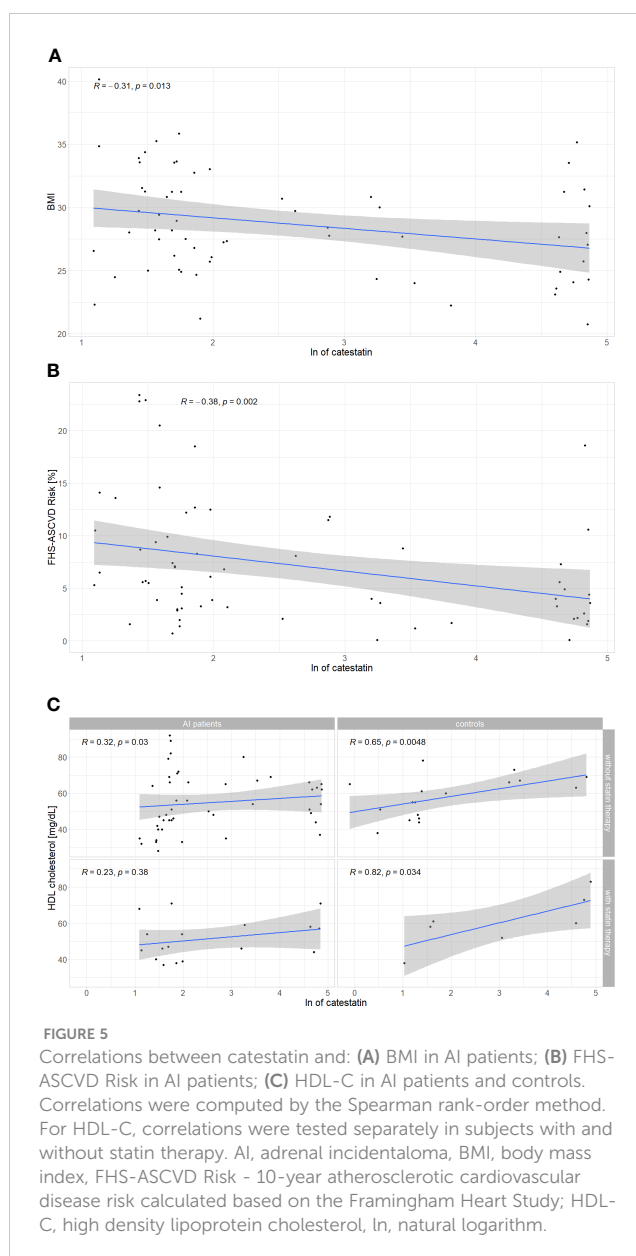 A
R = −0.31, p = 0.013
40
35
30
25
20
BMI
1 2 3 4 5
ln of catestatin
B
R = −0.38, p = 0.002
20
15
10
5
0
FHS-ASCVD Risk [%]
1 2 3 4 5
ln of catestatin
C
AI patients controls
R = 0.32, p = 0.03 R = 0.65, p = 0.0048
80
60
40
without statin therapy
HDL cholesterol [mg/dL]
R = 0.23, p = 0.38 R = 0.82, p = 0.034
80
60
40
with statin therapy
0 1 2 3 4 5 0 1 2 3 4 5
ln of catestatin
FIGURE 5
Correlations between catestatin and: (A) BMI in AI patients; (B) FHS-
ASCVD Risk in AI patients; (C) HDL-C in AI patients and controls.
Correlations were computed by the Spearman rank-order method.
For HDL-C, correlations were tested separately in subjects with and
without statin therapy. AI, adrenal incidentaloma, BMI, body mass
index, FHS-ASCVD Risk - 10-year atherosclerotic cardiovascular
disease risk calculated based on the Framingham Heart Study; HDL-
C, high density lipoprotein cholesterol, ln, natural logarithm.